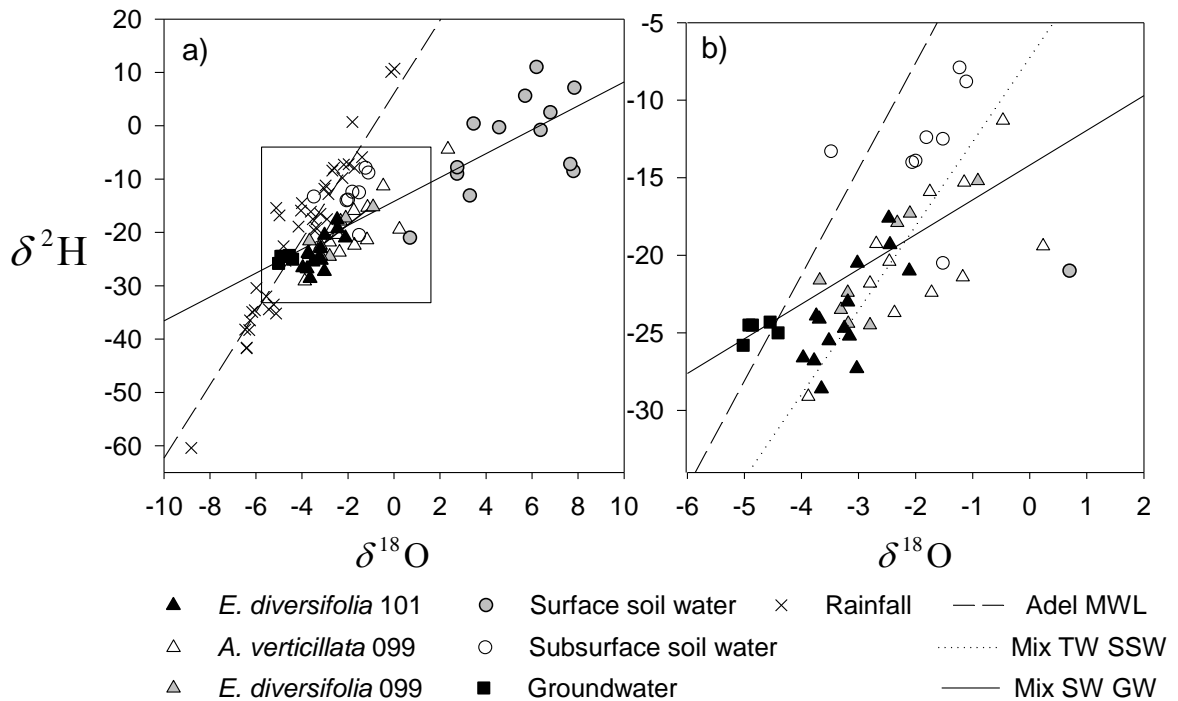 a)
20
10
0
-10
-20
-30
-40
-50
-60
δ ²H
-10 -8 -6 -4 -2 0 2 4 6 8 10
δ¹⁸O
b)
-5
-10
-15
-20
-25
-30
-6 -5 -4 -3 -2 -1 0 1 2
δ¹⁸O
E. diversifolia 101 Surface soil water Rainfall Adel MWL
A. verticillata 099 Subsurface soil water Mix TW SSW
E. diversifolia 099 Groundwater Mix SW GW